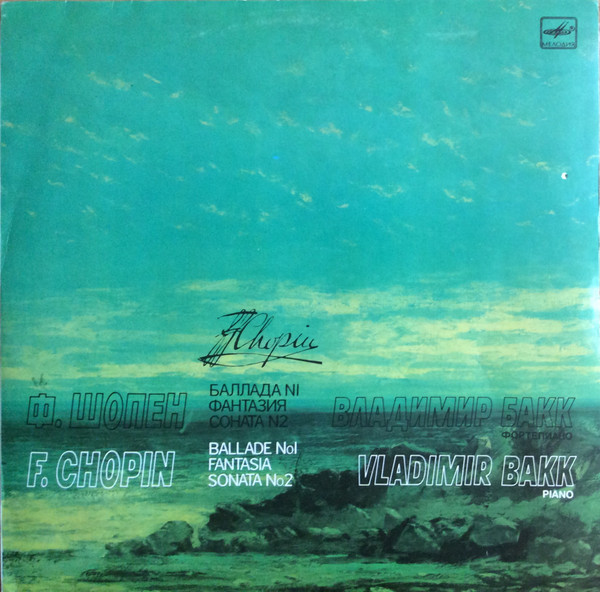 МЕЛОДИЯ
Chopin
Ф. ШОПЕН
БАЛЛАДА N1
ФАНТАЗИЯ
СОНАТА N2
ВЛАДИМИР БАКК
ФОРТЕПИАНО
F. CHOPIN
BALLADE No1
FANTASIA
SONATA No2
VLADIMIR BAKK
PIANO